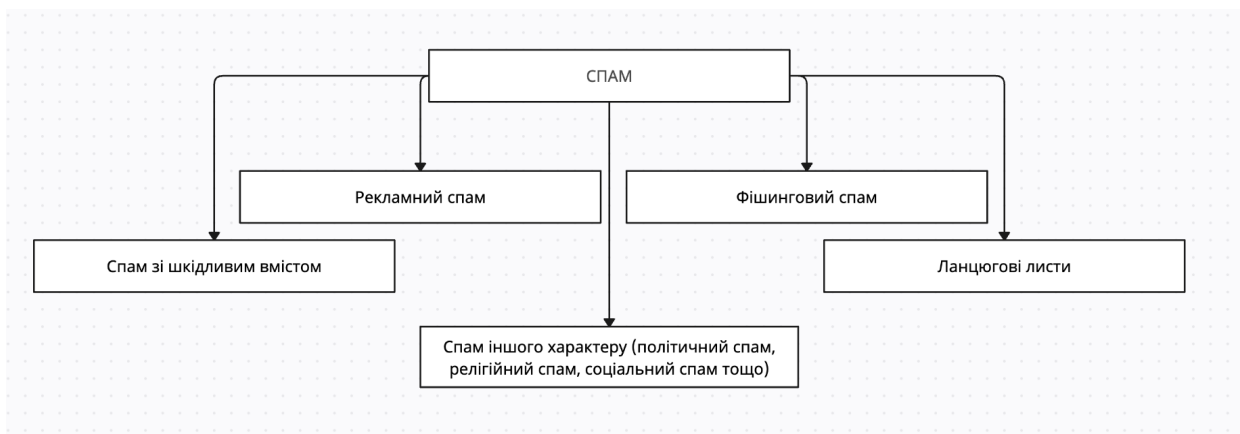 СПАМ
Рекламний спам
Фішинговий спам
Спам зі шкідливим вмістом
Ланцюгові листи
Спам іншого характеру (політичний спам,
релігійний спам, соціальний спам тощо)